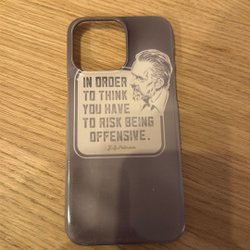 IN ORDER
TO THINK
YOU HAVE
TO RISK BEING
OFFENSIVE.